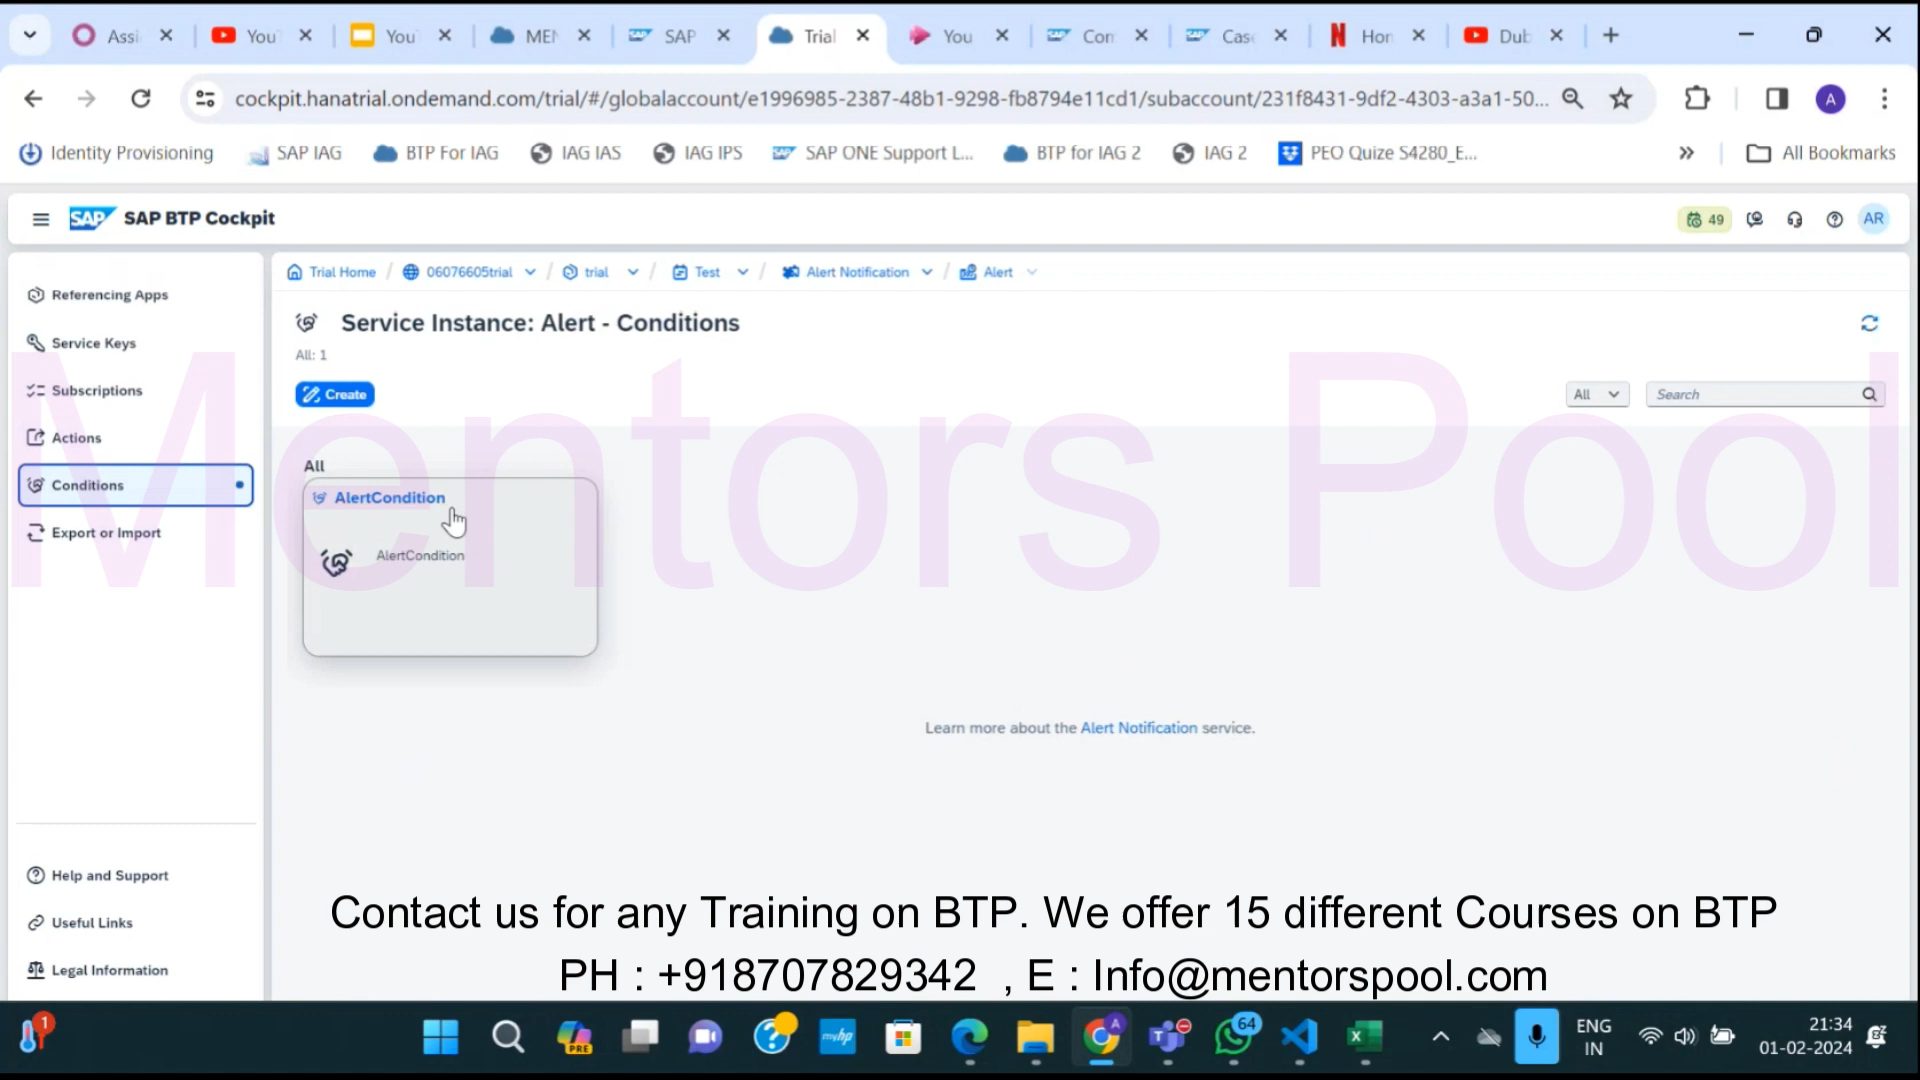 Assi
You
You
MEN
SAP
Trial
You
Con
Case
Hor
Dub
cockpit.hanatrial.ondemand.com/trial/#/globalaccount/e1996985-2387-48b1-9298-fb8794e11cd1/subaccount/231f8431-9df2-4303-a3a1-50...
A
Identity Provisioning
SAP IAG
BTP For IAG
IAG IAS
IAG IPS
SAP ONE Support L...
BTP for IAG 2
IAG 2
PEO Quize S4280_E...
All Bookmarks
SAP SAP BTP Cockpit
49
AR
Trial Home / 06076605trial / trial / Test / Alert Notification / Alert
Referencing Apps
Service Keys
Subscriptions
Actions
Conditions
Export or Import
Service Instance: Alert - Conditions
All: 1
Create
All
Search
Mentors Pool
All
AlertCondition
AlertCondition
Learn more about the Alert Notification service.
Help and Support
Useful Links
Legal Information
Contact us for any Training on BTP. We offer 15 different Courses on BTP
PH : +918707829342 , E : Info@mentorspool.com
1
PRE
myhp
A
64
ENG
IN
21:34
01-02-2024